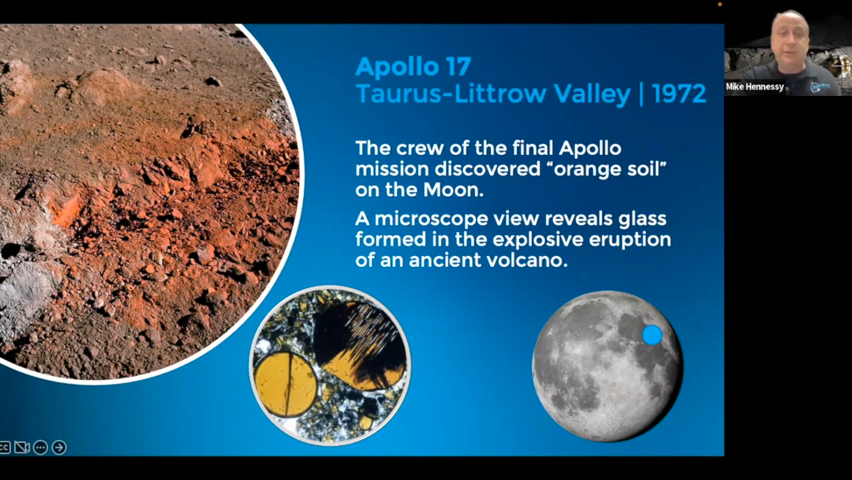 Apollo 17
Taurus-Littrow Valley | 1972
The crew of the final Apollo
mission discovered “orange soil”
on the Moon.
A microscope view reveals glass
formed in the explosive eruption
of an ancient volcano.
Mike Hennessy
CC